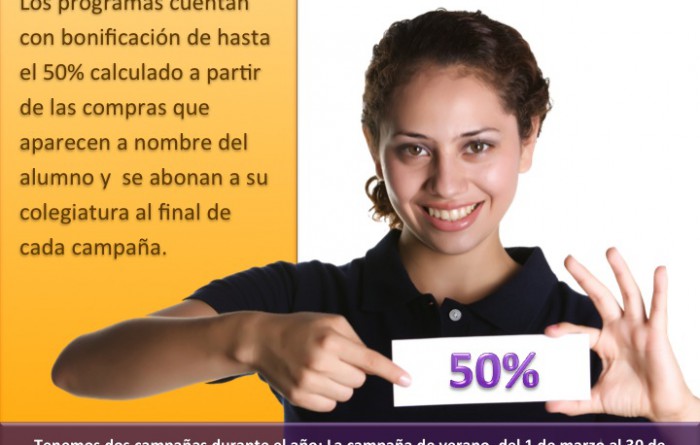 Los programas cuentan
con bonificación de hasta
el 50% calculado a partir
de las compras que
aparecen a nombre del
alumno y  se abonan a su
colegiatura al final de
cada campaña.
50%
Tenemos dos campañas durante el año: La campaña de verano, del 1 de marzo al 30 de